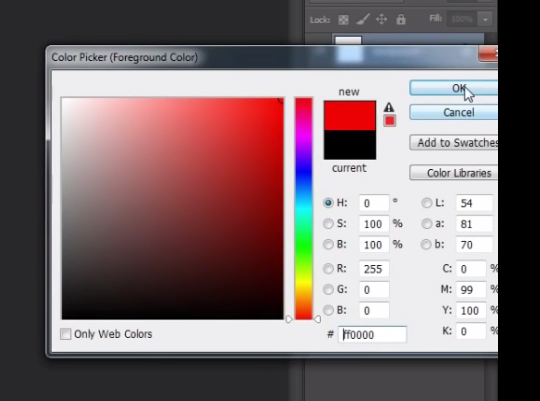 Lock:
Fill: 100%
Color Picker (Foreground Color)
new
current
OK
Cancel
Add to Swatches
Color Libraries
H: 0 °
S: 100 %
B: 100 %
R: 255
G: 0
B: 0
# ff0000
L: 54
a: 81
b: 70
C: 0 %
M: 99 %
Y: 100 %
K: 0 %
Only Web Colors